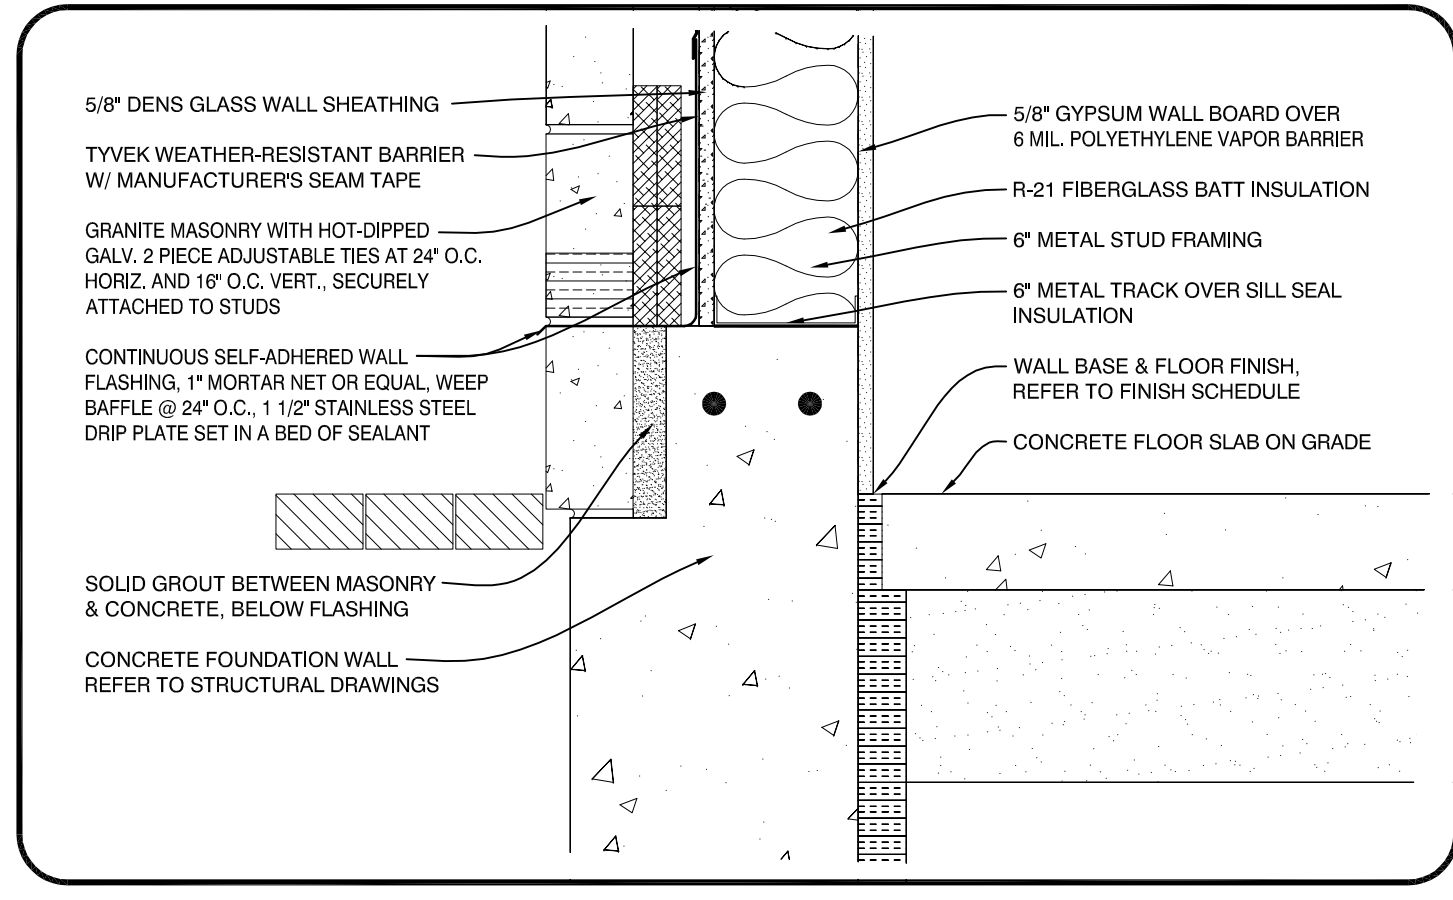 5/8" DENS GLASS WALL SHEATHING
TYVEK WEATHER-RESISTANT BARRIER
W/ MANUFACTURER'S SEAM TAPE
GRANITE MASONRY WITH HOT-DIPPED
GALV. 2 PIECE ADJUSTABLE TIES AT 24" O.C.
HORIZ. AND 16" O.C. VERT., SECURELY
ATTACHED TO STUDS
CONTINUOUS SELF-ADHERED WALL
FLASHING, 1" MORTAR NET OR EQUAL, WEEP
BAFFLE @ 24" O.C., 1 1/2" STAINLESS STEEL
DRIP PLATE SET IN A BED OF SEALANT
SOLID GROUT BETWEEN MASONRY
& CONCRETE, BELOW FLASHING
CONCRETE FOUNDATION WALL
REFER TO STRUCTURAL DRAWINGS
5/8" GYPSUM WALL BOARD OVER
6 MIL. POLYETHYLENE VAPOR BARRIER
R-21 FIBERGLASS BATT INSULATION
6" METAL STUD FRAMING
6" METAL TRACK OVER SILL SEAL
INSULATION
WALL BASE & FLOOR FINISH,
REFER TO FINISH SCHEDULE
CONCRETE FLOOR SLAB ON GRADE